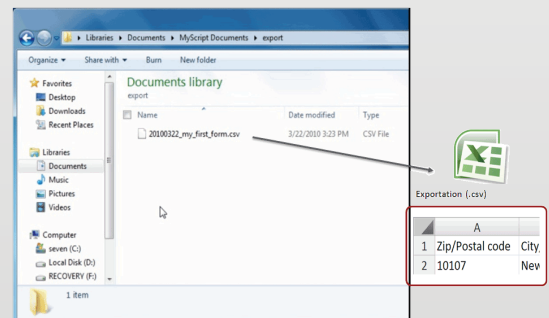 Libraries ▸ Documents ▸ MyScript Documents ▸ export
Organize ▾ Share with ▾ Burn New folder
Favorites
Desktop
Downloads
Recent Places
Libraries
Documents
Music
Pictures
Videos
Computer
seven (C:)
Local Disk (D:)
RECOVERY (F:)
Documents library
export
Name Date modified Type
20100322_my_first_form.csv 3/22/2010 3:23 PM CSV File
1 item
Exportation (.csv)
A
1 Zip/Postal code City,
2 10107 New